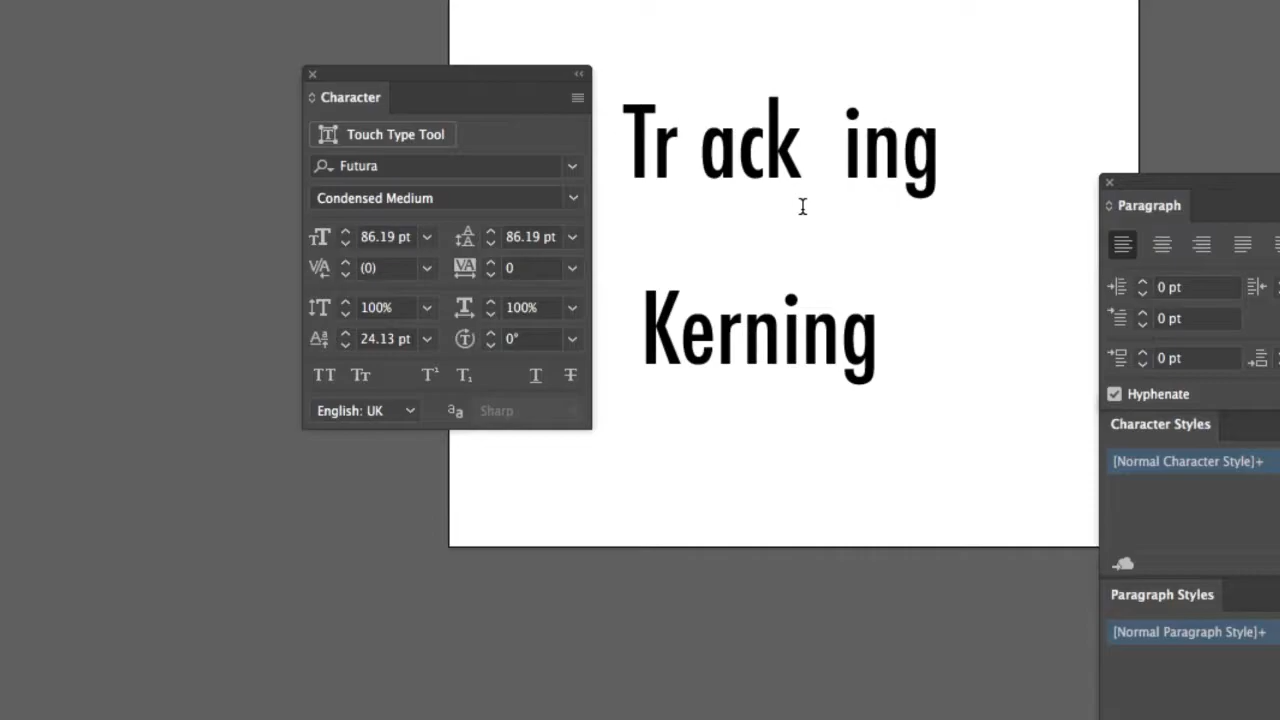 Character
Touch Type Tool
Futura
Condensed Medium
86.19 pt 86.19 pt
(0) 0
100% 100%
24.13 pt 0°
English: UK Sharp
Tr ack ing
Kerning
Paragraph
0 pt
0 pt
0 pt
Hyphenate
Character Styles
[Normal Character Style]+
Paragraph Styles
[Normal Paragraph Style]+